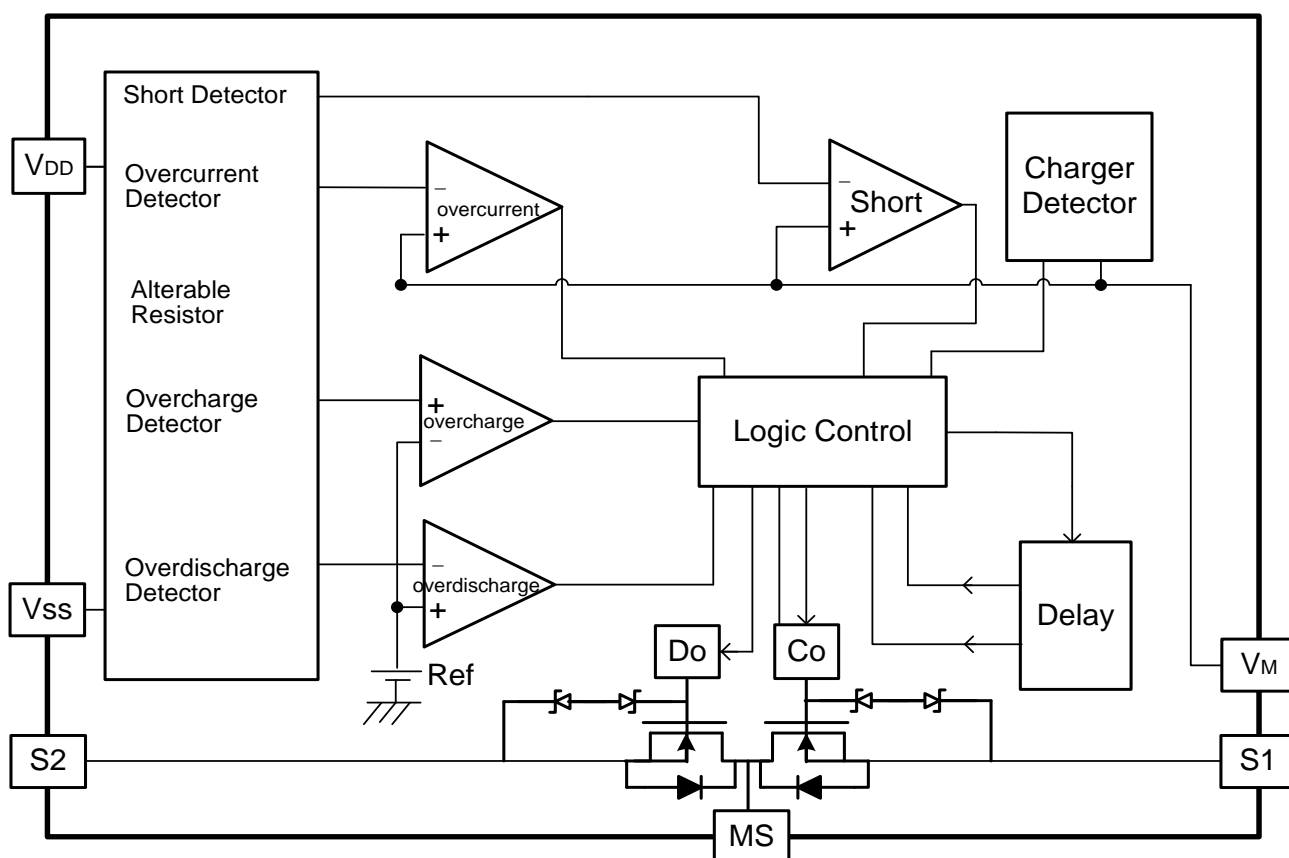 Short Detector
VDD
Overcurrent
Detector
−
overcurrent
+
−
Short
+
Charger
Detector
Alterable
Resistor
Overcharge
Detector
+
overcharge
−
Logic Control
Overdischarge
Detector
−
overdischarge
+
Vss
Delay
Do
Co
VM
Ref
S2
S1
MS